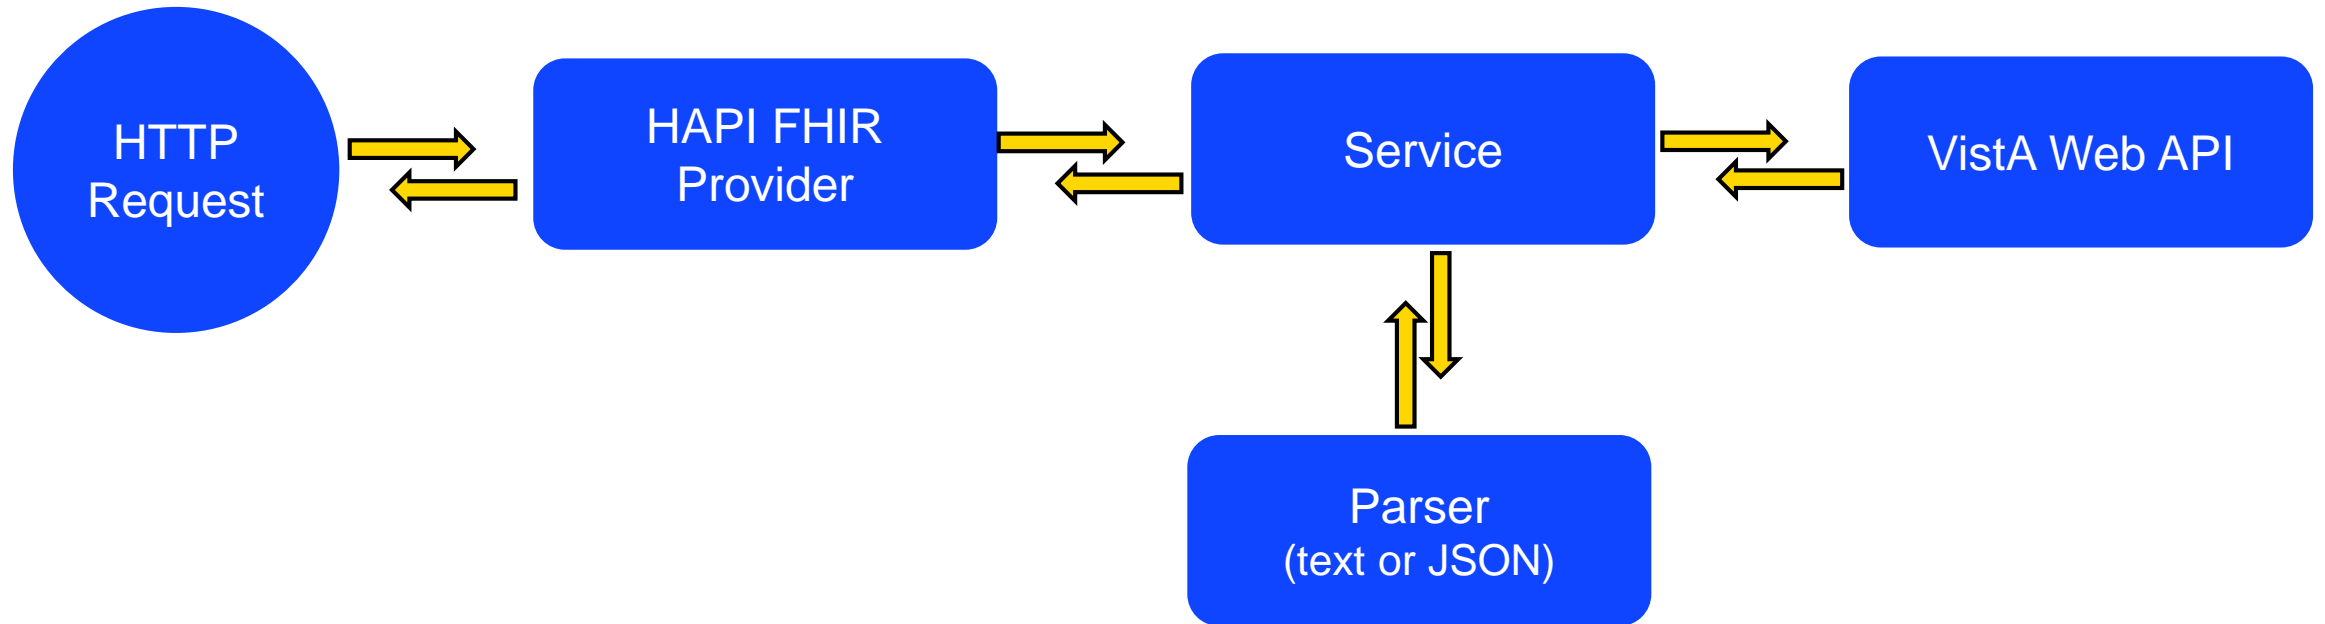 HTTP
Request
HAPI FHIR
Provider
Service
VistA Web API
Parser
(text or JSON)